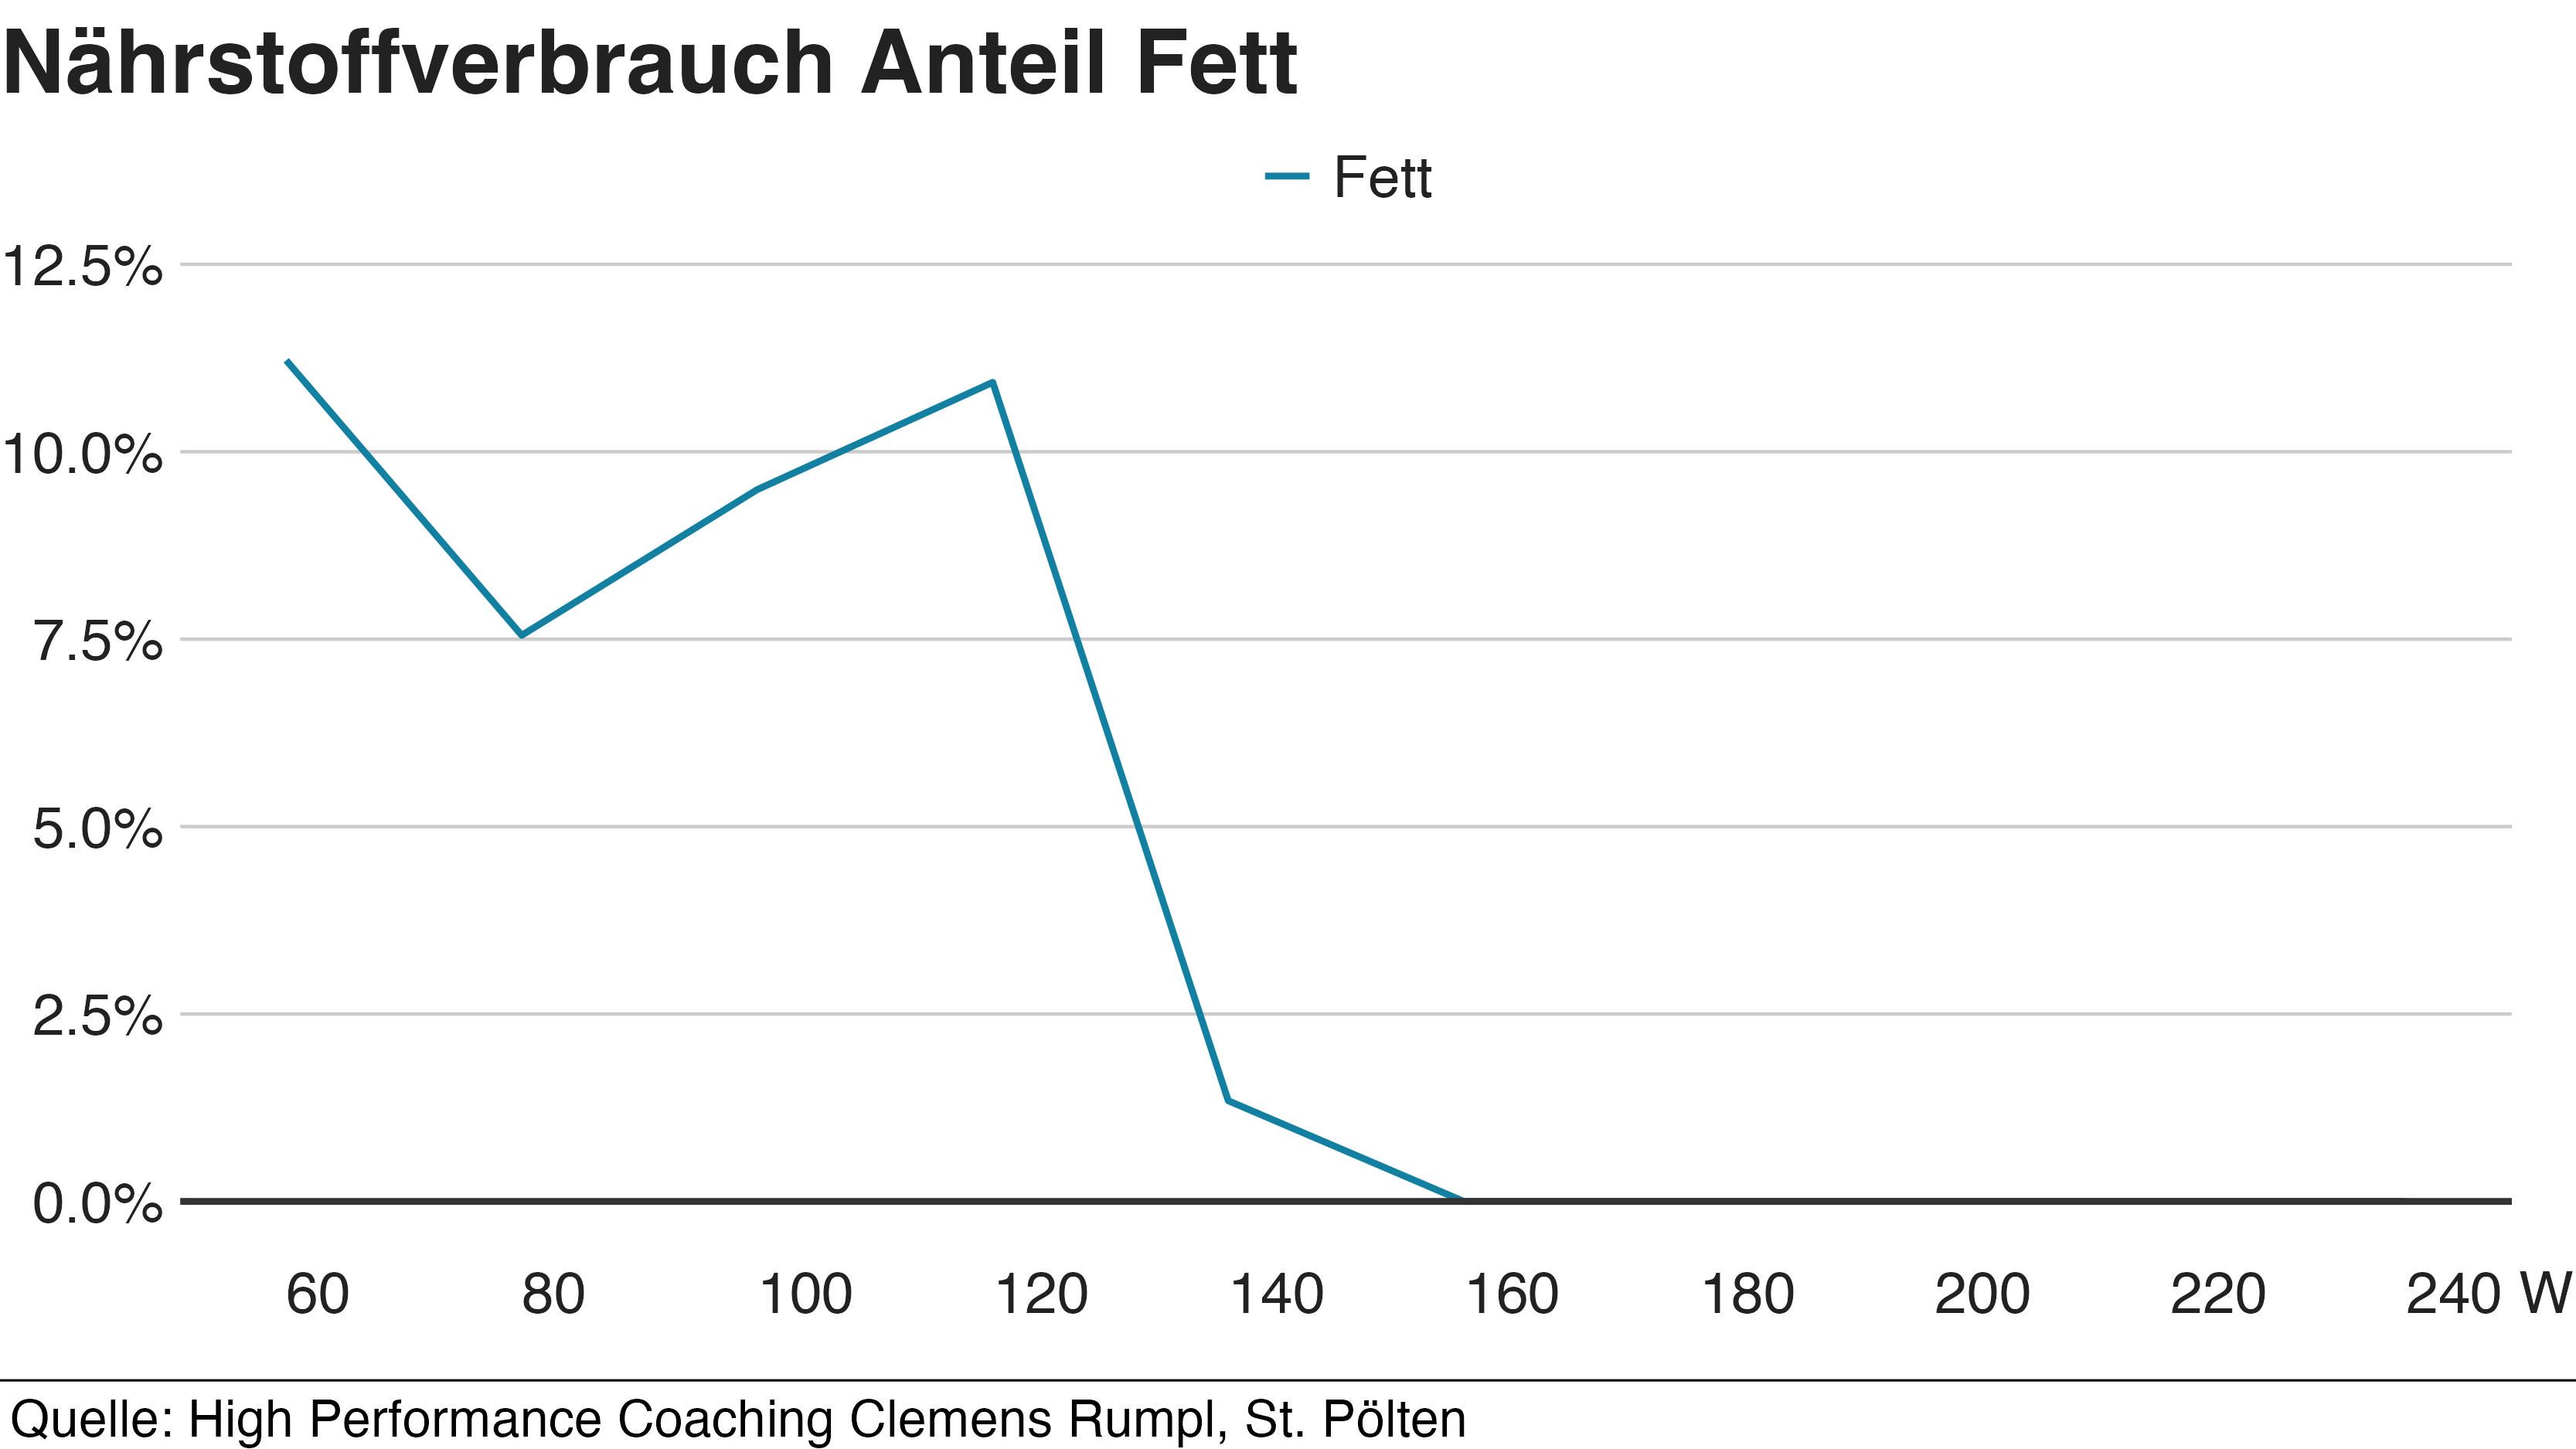 Nährstoffverbrauch Anteil Fett
Fett
12.5%
10.0%
7.5%
5.0%
2.5%
0.0%
60 80 100 120 140 160 180 200 220 240 W
Quelle: High Performance Coaching Clemens Rumpl, St. Pölten